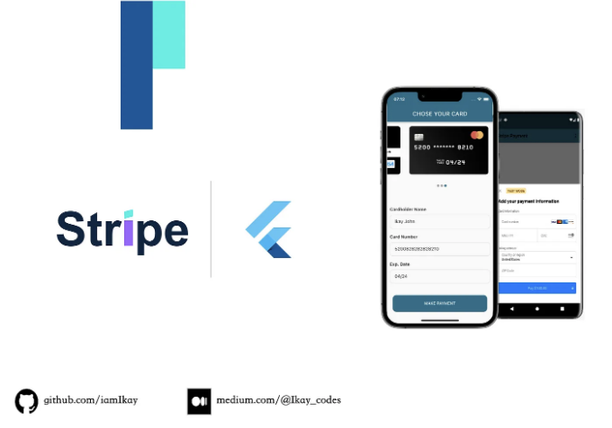 Stripe
github.com/iamIkay
medium.com/@Ikay_codes
CHOSE YOUR CARD
5200 ******* 8210
04/24
Cardholder Name
Ikay John
Card Number
Exp. Date
04/24
MAKE PAYMENT
Add your payment information